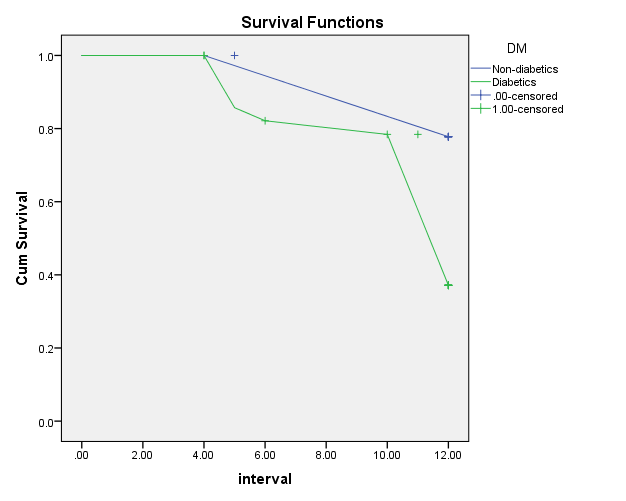 Survival Functions
DM
Non-diabetics
Diabetics
.00-censored
1.00-censored
Cum Survival
1.0
0.8
0.6
0.4
0.2
0.0
.00 2.00 4.00 6.00 8.00 10.00 12.00
interval